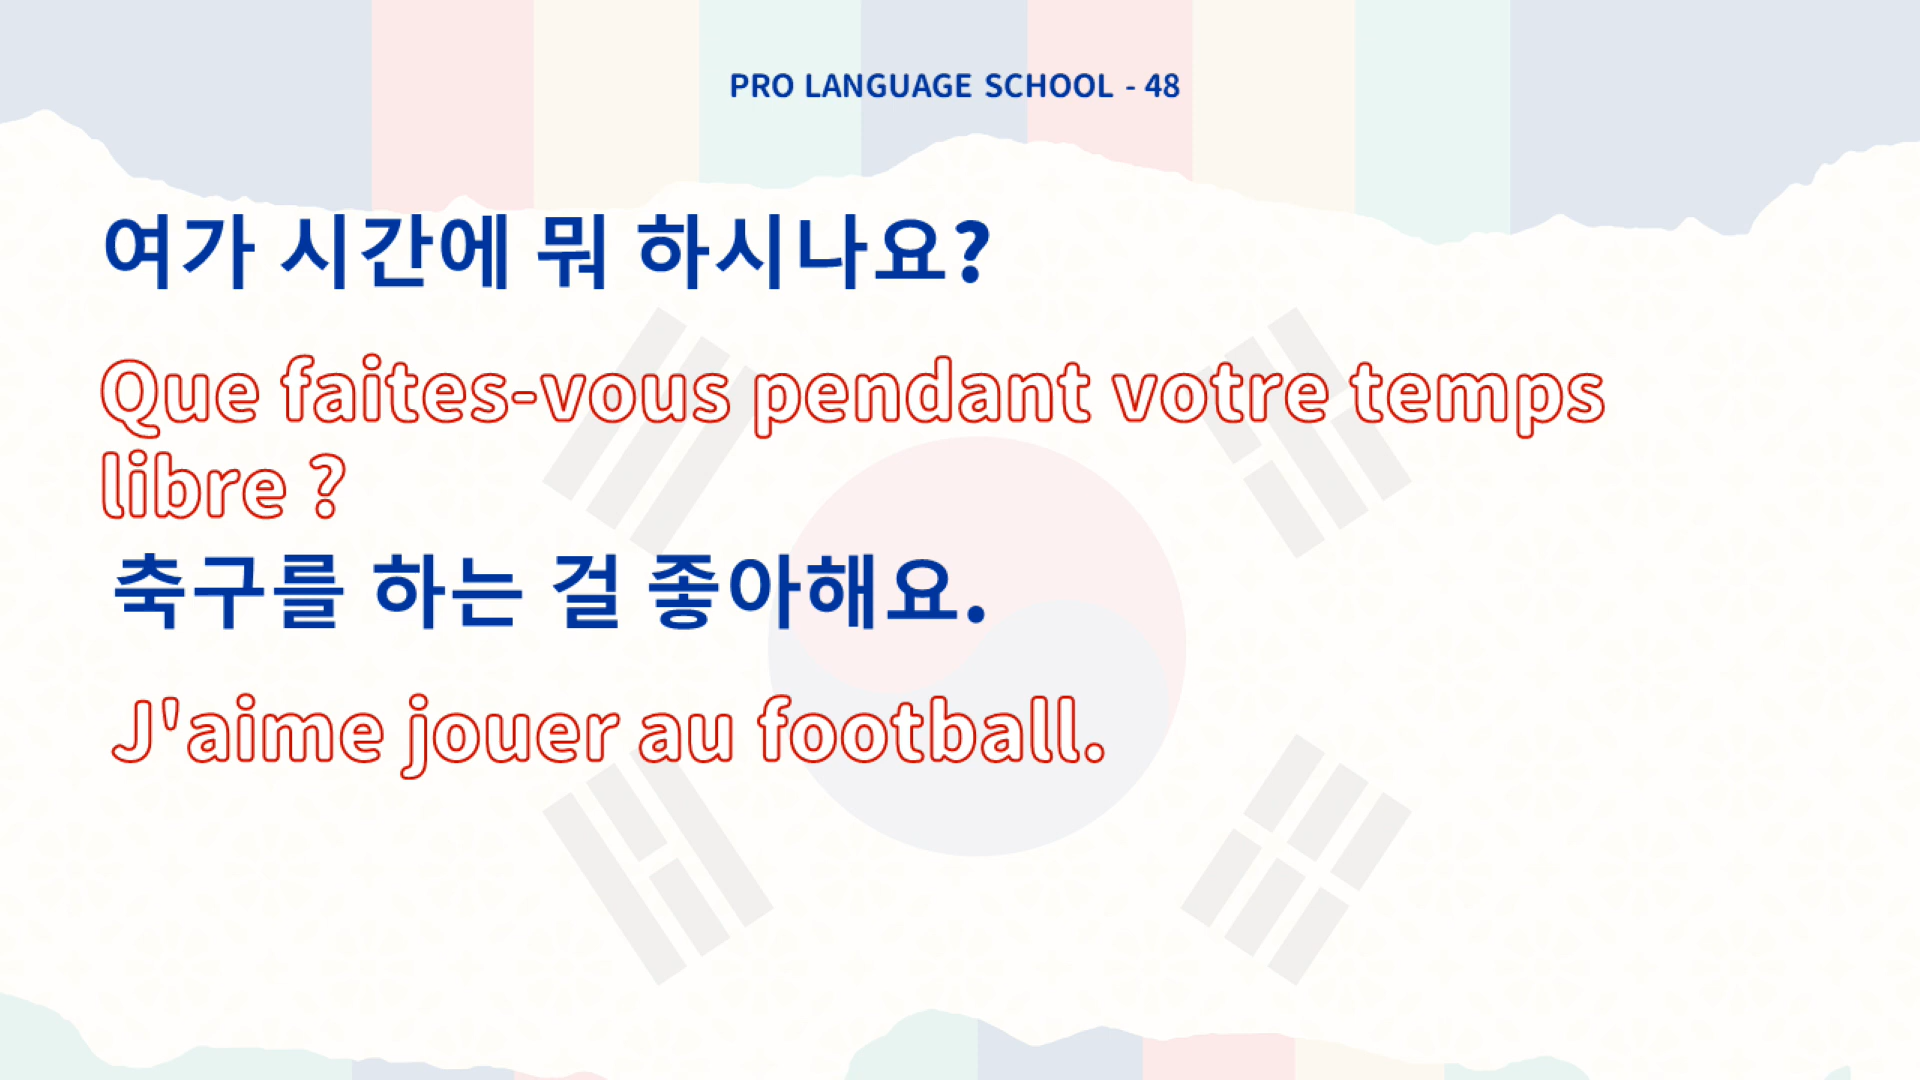 PRO LANGUAGE SCHOOL - 48
여가 시간에 뭐 하시나요?
Que faites-vous pendant votre temps
libre ?
축구를 하는 걸 좋아해요.
J'aime jouer au football.